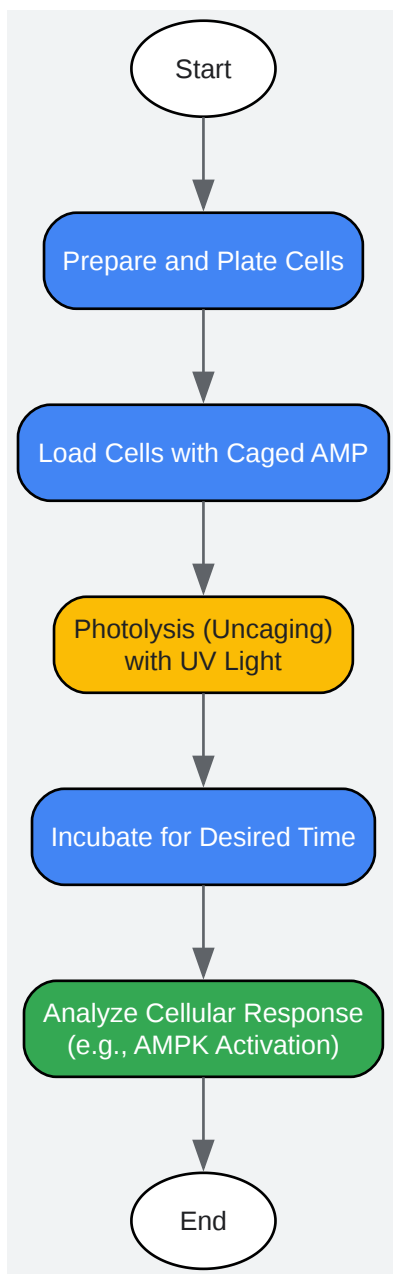 Start
Prepare and Plate Cells
Load Cells with Caged AMP
Photolysis (Uncaging)
with UV Light
Incubate for Desired Time
Analyze Cellular Response
(e.g., AMPK Activation)
End